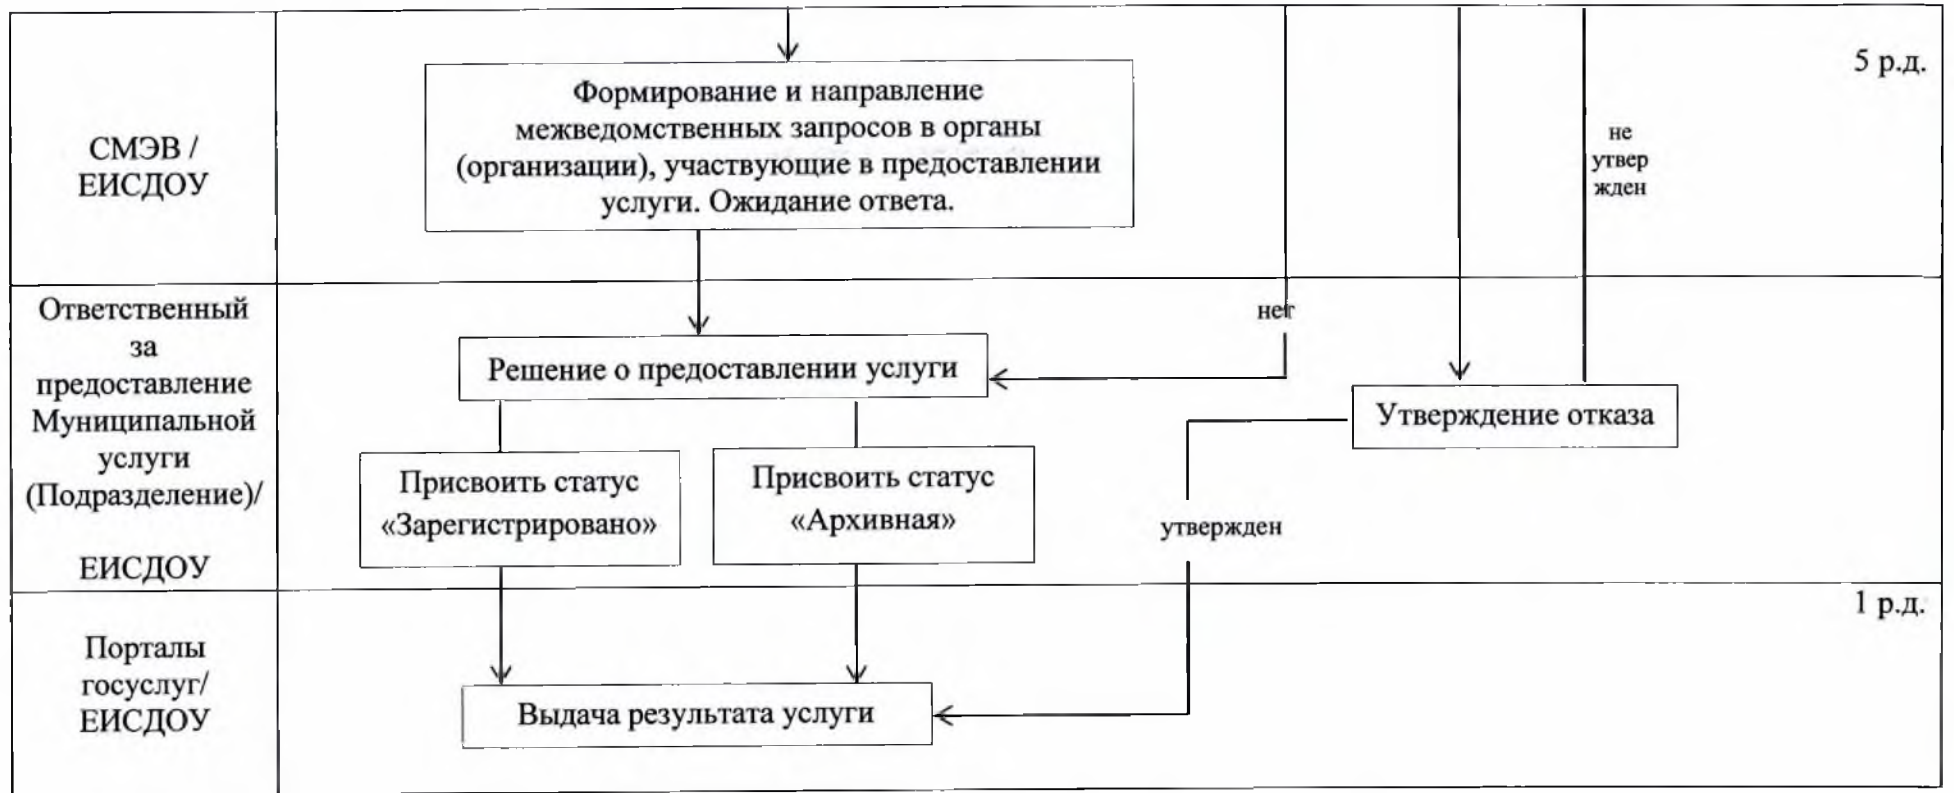 СМЭВ /
ЕИСДОУ
Формирование и направление
межведомственных запросов в органы
(организации), участвующие в предоставлении
услуги. Ожидание ответа.
не
утвер
жден
5 р.д.
Ответственный
за
предоставление
Муниципальной
услуги
(Подразделение)/
ЕИСДОУ
нет
Решение о предоставлении услуги
Утверждение отказа
Присвоить статус
«Зарегистрировано»
Присвоить статус
«Архивная»
утвержден
Порталы
госуслуг/
ЕИСДОУ
1 р.д.
Выдача результата услуги